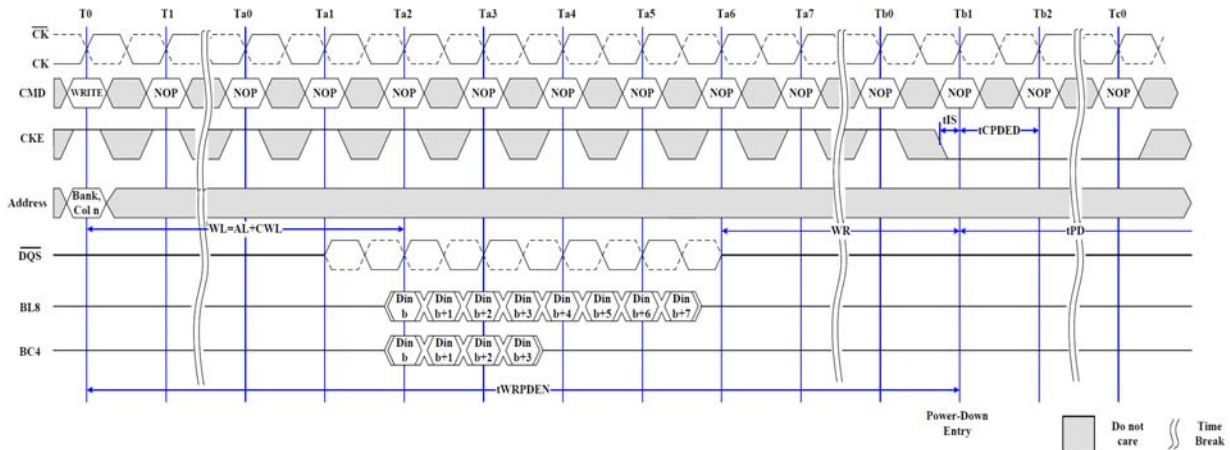 T0 T1 Ta0 Ta1 Ta2 Ta3 Ta4 Ta5 Ta6 Ta7 Tb0 Tb1 Tb2 Tc0
CK
CK
CMD WRITE NOP NOP NOP NOP NOP NOP NOP NOP NOP NOP NOP NOP NOP
tIS
CKE tCPDED
Address Bank,
Col n
WL=AL+CWL WR tPD
DQS
BL8 Din Din Din Din Din Din Din Din
b b+1 b+2 b+3 b+4 b+5 b+6 b+7
BC4 Din Din Din Din
b b+1 b+2 b+3
tWRPDEN
Power-Down
Entry
Do not
care
Time
Break